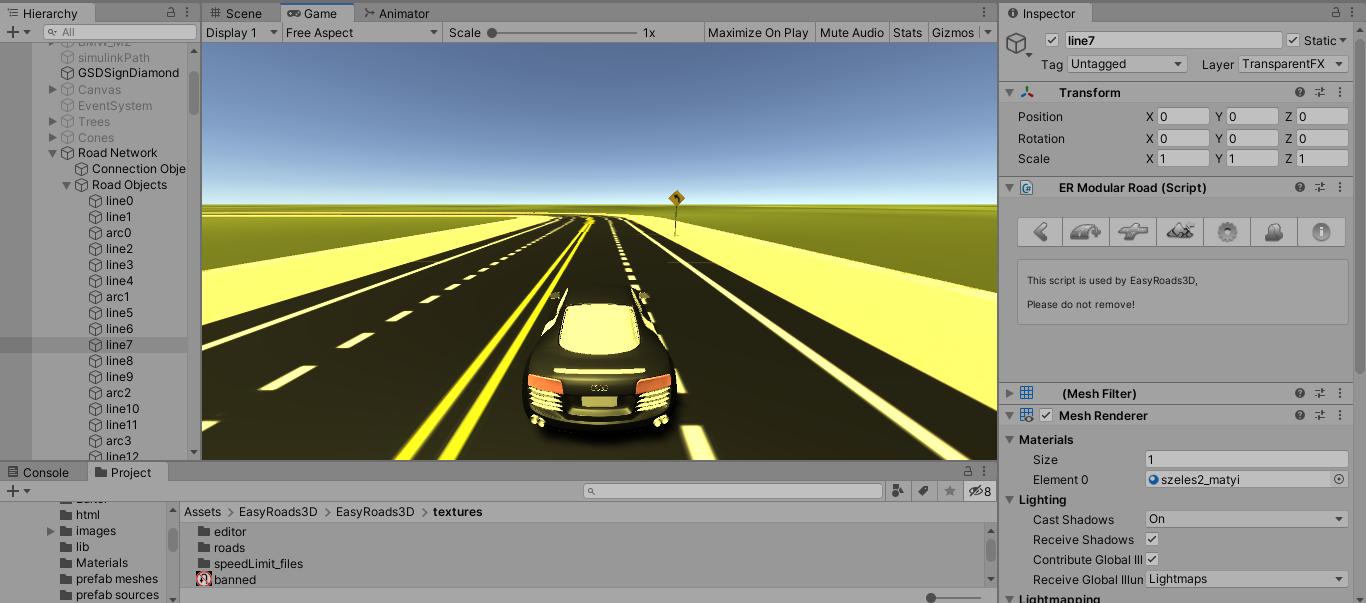 Hierarchy
All
BMW_M2
simulinkPath
GSDSignDiamond
Canvas
EventSystem
Trees
Cones
Road Network
Connection Obje
Road Objects
line0
line1
arc0
line2
line3
line4
arc1
line5
line6
line7
line8
line9
arc2
line10
line11
arc3
line12
Scene Game Animator
Display 1 Free Aspect Scale 1x Maximize On Play Mute Audio Stats Gizmos
Console Project
8
Editor
html
images
lib
Materials
prefab meshes
prefab sources
Assets > EasyRoads3D > EasyRoads3D > textures
editor
roads
speedLimit_files
banned
Inspector
line7 Static
Tag Untagged Layer TransparentFX
Transform
Position X 0 Y 0 Z 0
Rotation X 0 Y 0 Z 0
Scale X 1 Y 1 Z 1
ER Modular Road (Script)
This script is used by EasyRoads3D,
Please do not remove!
(Mesh Filter)
Mesh Renderer
Materials
Size 1
Element 0 szeles2_matyi
Lighting
Cast Shadows On
Receive Shadows
Contribute Global Ill
Receive Global Illun Lightmaps
Lightmapping